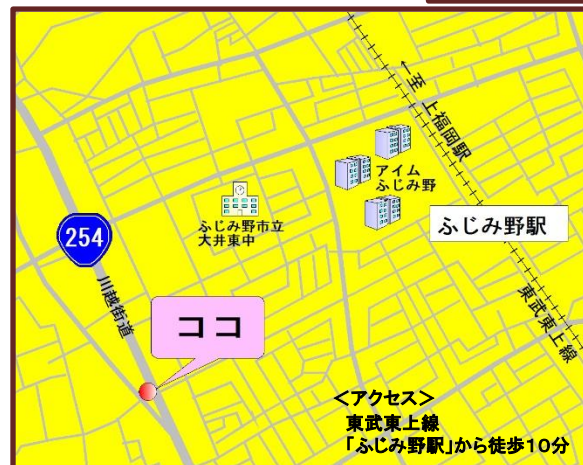 ←至 上福岡駅
アイム
ふじみ野
ふじみ野市立
大井東中
ふじみ野駅
254
川越街道
ココ
東武東上線
＜アクセス＞
東武東上線
「ふじみ野駅」から徒歩１０分